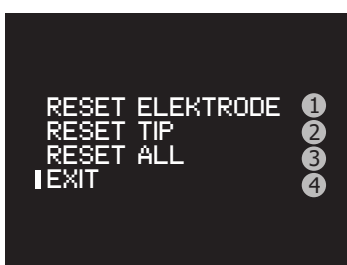 RESET ELEKTRODE 1
RESET TIP 2
RESET ALL 3
EXIT 4